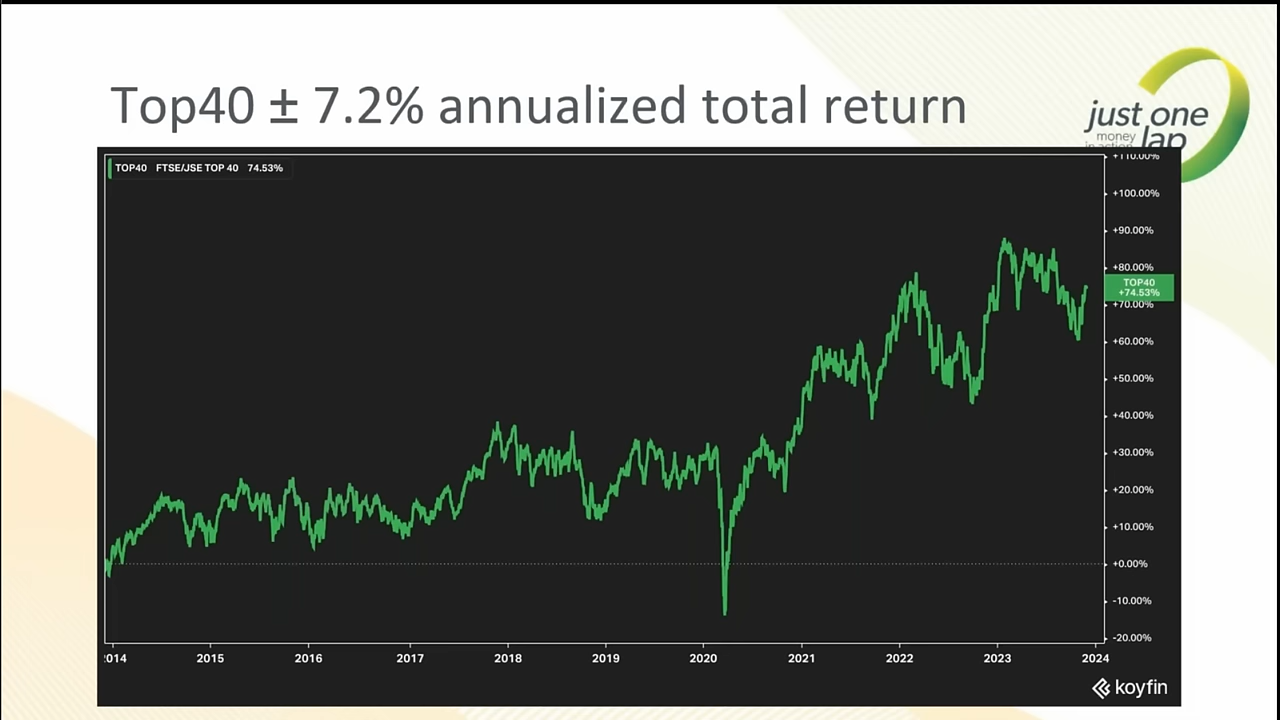 Top40 ± 7.2% annualized total return
just one
money lap
in action
TOP40 FTSE/JSE TOP 40 74.53%
+110.00%
+100.00%
+90.00%
+80.00%
TOP40
+74.53%
+70.00%
+60.00%
+50.00%
+40.00%
+30.00%
+20.00%
+10.00%
+0.00%
-10.00%
-20.00%
2014 2015 2016 2017 2018 2019 2020 2021 2022 2023 2024
koyfin